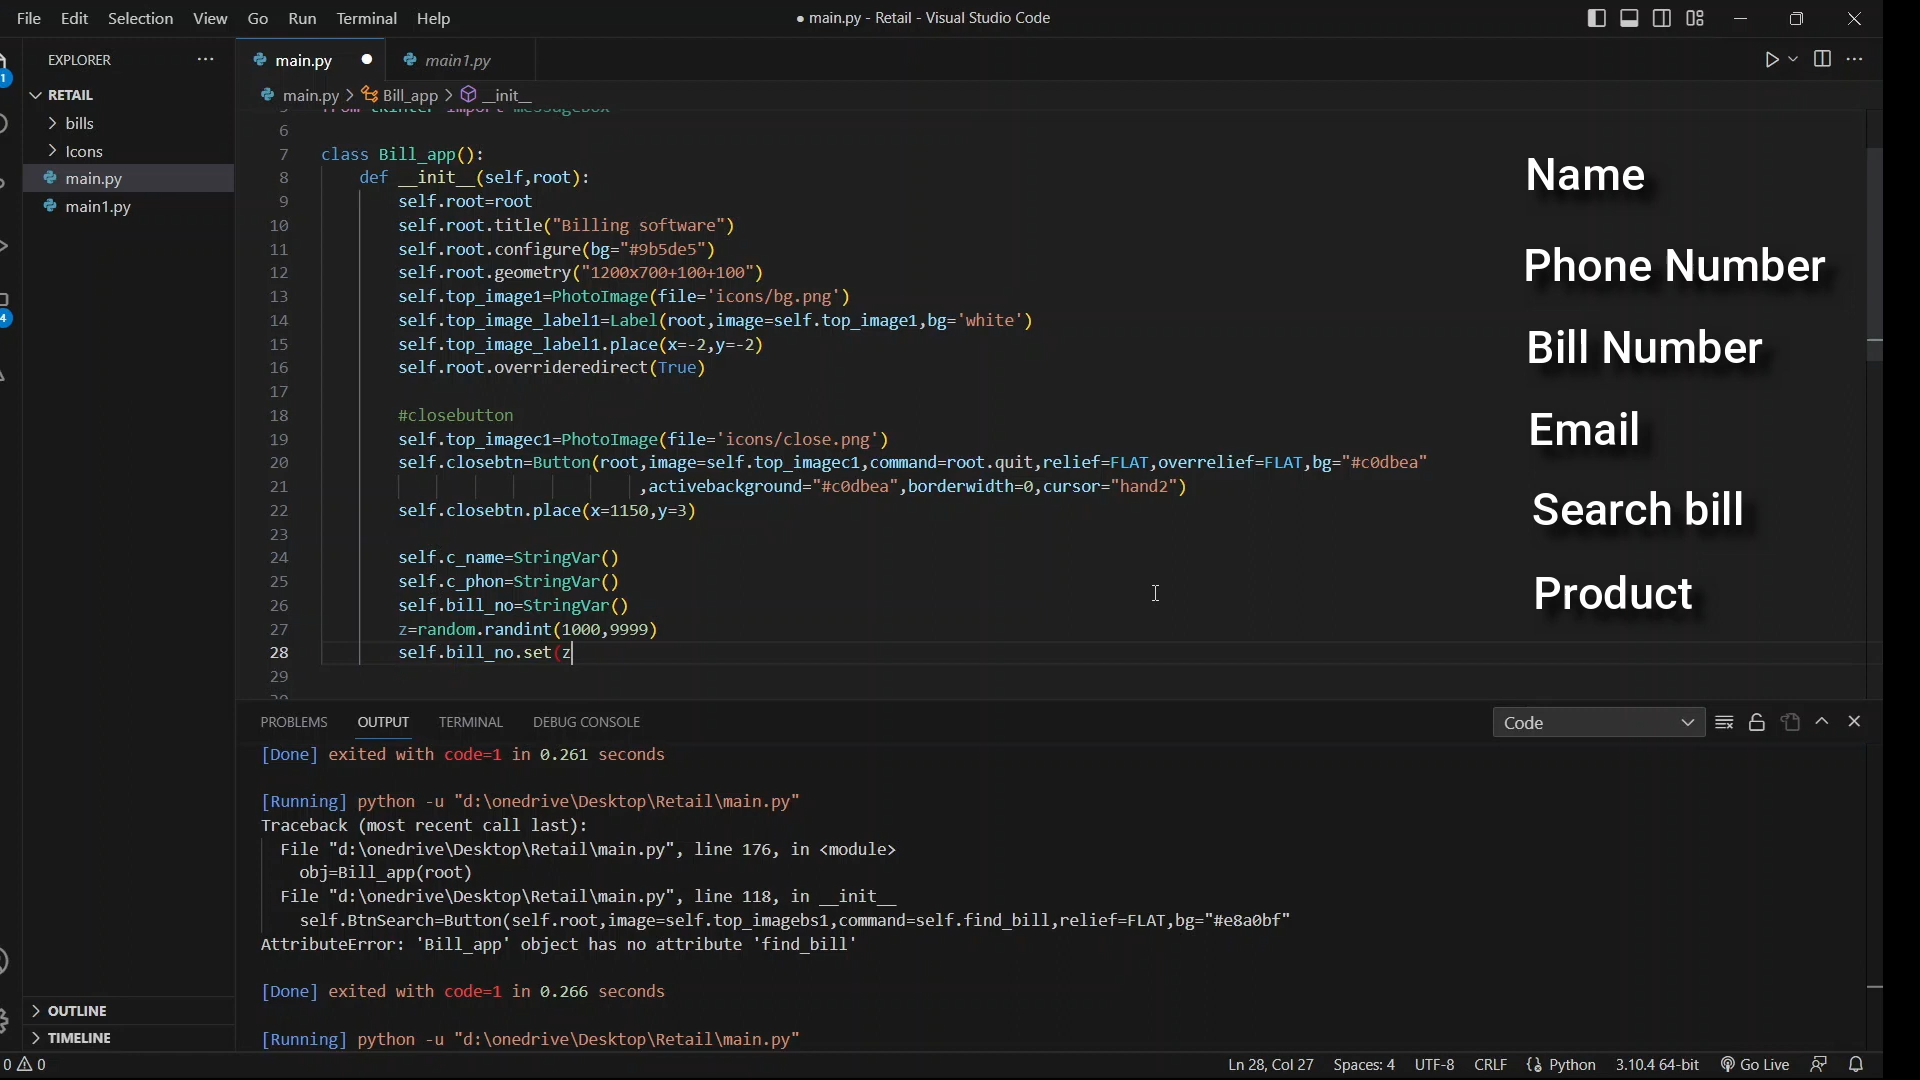 File Edit Selection View Go Run Terminal Help
● main.py - Retail - Visual Studio Code
EXPLORER
main.py
main1.py
RETAIL
bills
Icons
main.py
main1.py
main.py > Bill_app > __init__
from tkinter import messagebox
6
7 class Bill_app():
8 def __init__(self,root):
9 self.root=root
10 self.root.title("Billing software")
11 self.root.configure(bg="#9b5de5")
12 self.root.geometry("1200x700+100+100")
13 self.top_image1=PhotoImage(file='icons/bg.png')
14 self.top_image_label1=Label(root,image=self.top_image1,bg='white')
15 self.top_image_label1.place(x=-2,y=-2)
16 self.root.overrideredirect(True)
17
18 #closebutton
19 self.top_imagec1=PhotoImage(file='icons/close.png')
20 self.closebtn=Button(root,image=self.top_imagec1,command=root.quit,relief=FLAT,overrelief=FLAT,bg="#c0dbea"
21 ,activebackground="#c0dbea",borderwidth=0,cursor="hand2")
22 self.closebtn.place(x=1150,y=3)
23
24 self.c_name=StringVar()
25 self.c_phon=StringVar()
26 self.bill_no=StringVar()
27 z=random.randint(1000,9999)
28 self.bill_no.set(z
29
Name
Phone Number
Bill Number
Email
Search bill
Product
PROBLEMS OUTPUT TERMINAL DEBUG CONSOLE
Code
[Done] exited with code=1 in 0.261 seconds
[Running] python -u "d:\onedrive\Desktop\Retail\main.py"
Traceback (most recent call last):
File "d:\onedrive\Desktop\Retail\main.py", line 176, in <module>
obj=Bill_app(root)
File "d:\onedrive\Desktop\Retail\main.py", line 118, in __init__
self.BtnSearch=Button(self.root,image=self.top_imagebs1,command=self.find_bill,relief=FLAT,bg="#e8a0bf"
AttributeError: 'Bill_app' object has no attribute 'find_bill'
[Done] exited with code=1 in 0.266 seconds
[Running] python -u "d:\onedrive\Desktop\Retail\main.py"
OUTLINE
TIMELINE
1
4
0 0
Ln 28, Col 27 Spaces: 4 UTF-8 CRLF Python 3.10.4 64-bit Go Live